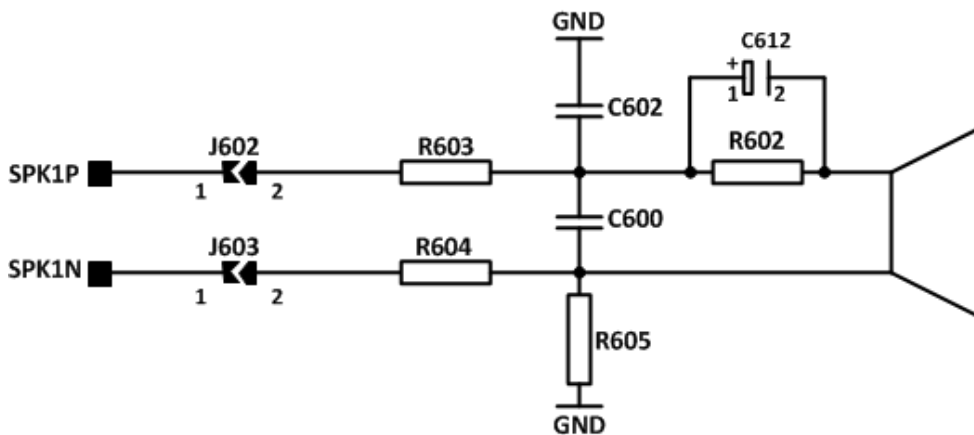 GND
C612
+
1 2
C602
R602
J602
R603
SPK1P
1 2
C600
J603
R604
SPK1N
1 2
R605
GND